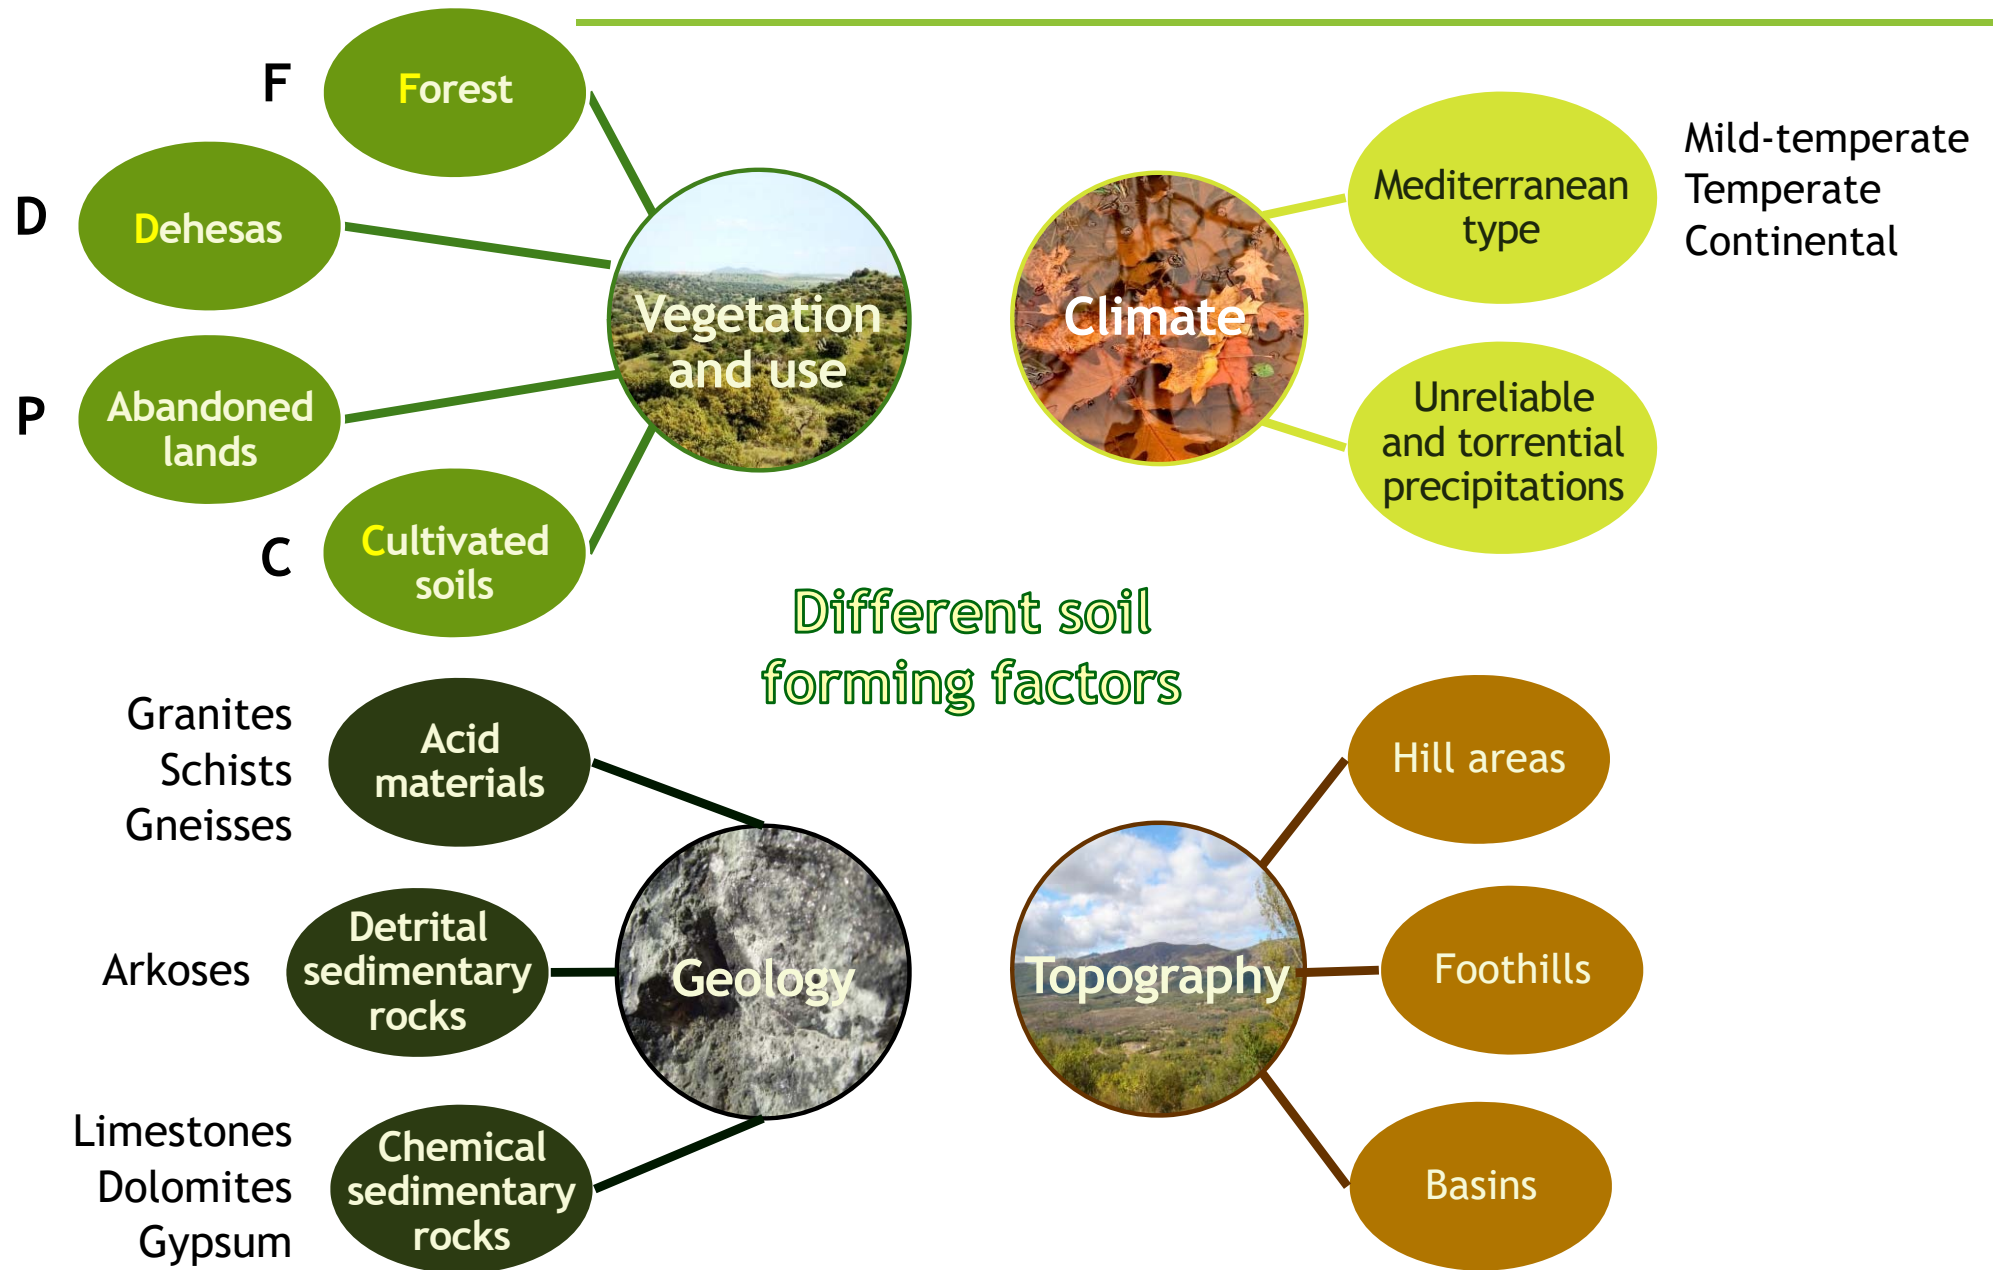 F
Forest
D
Dehesas
P
Abandoned
lands
C
Cultivated
soils
Vegetation
and use
Climate
Mediterranean
type
Mild-temperate
Temperate
Continental
Unreliable
and torrential
precipitations
Different soil
forming factors
Granites
Schists
Gneisses
Acid
materials
Arkoses
Detrital
sedimentary
rocks
Limestones
Dolomites
Gypsum
Chemical
sedimentary
rocks
Geology
Topography
Hill areas
Foothills
Basins